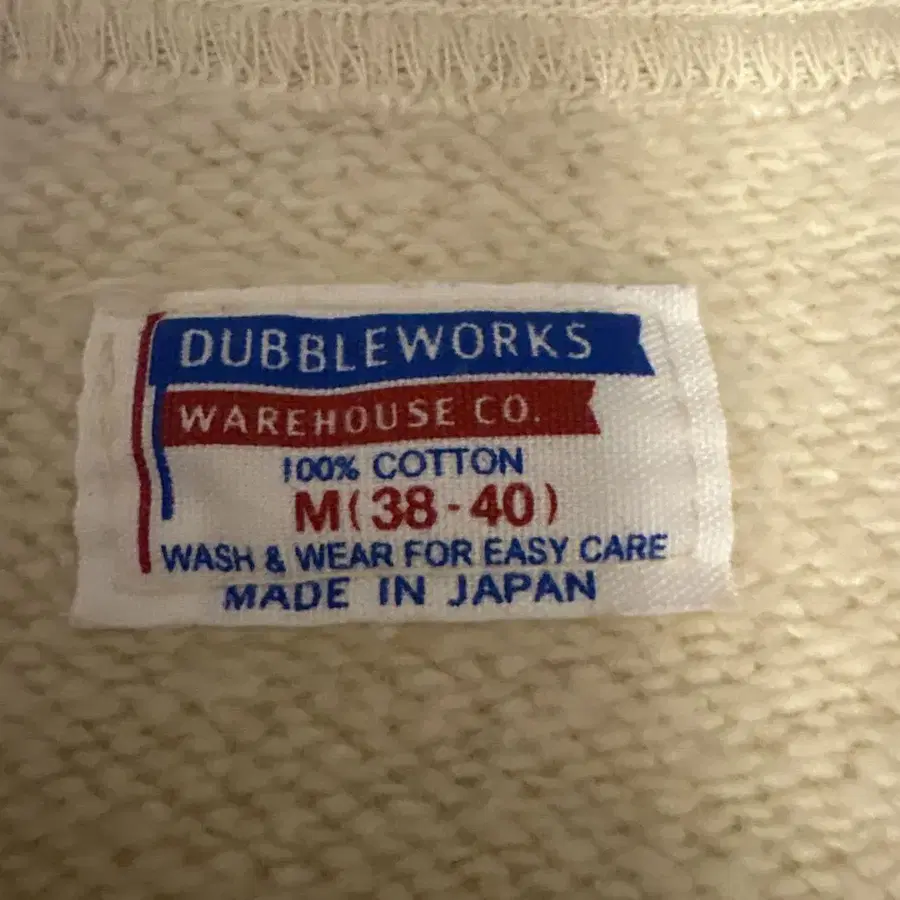 DUBBLEWORKS
WAREHOUSE CO.
100% COTTON
M(38-40)
WASH & WEAR FOR EASY CARE
MADE IN JAPAN